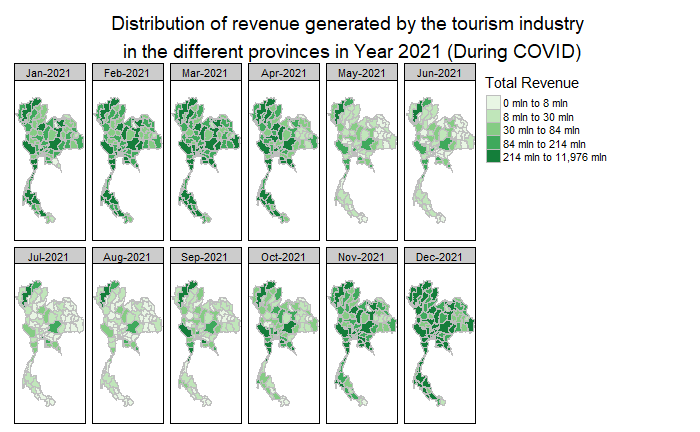 Distribution of revenue generated by the tourism industry
in the different provinces in Year 2021 (During COVID)
Jan-2021 Feb-2021 Mar-2021 Apr-2021 May-2021 Jun-2021
Total Revenue
0 mln to 8 mln
8 mln to 30 mln
30 mln to 84 mln
84 mln to 214 mln
214 mln to 11,976 mln
Jul-2021 Aug-2021 Sep-2021 Oct-2021 Nov-2021 Dec-2021